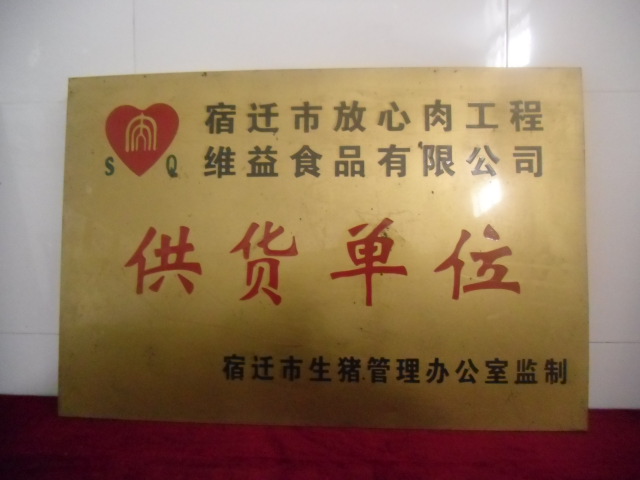 宿迁市放心肉工程
S Q
维益食品有限公司
供货单位
宿迁市生猪管理办公室监制